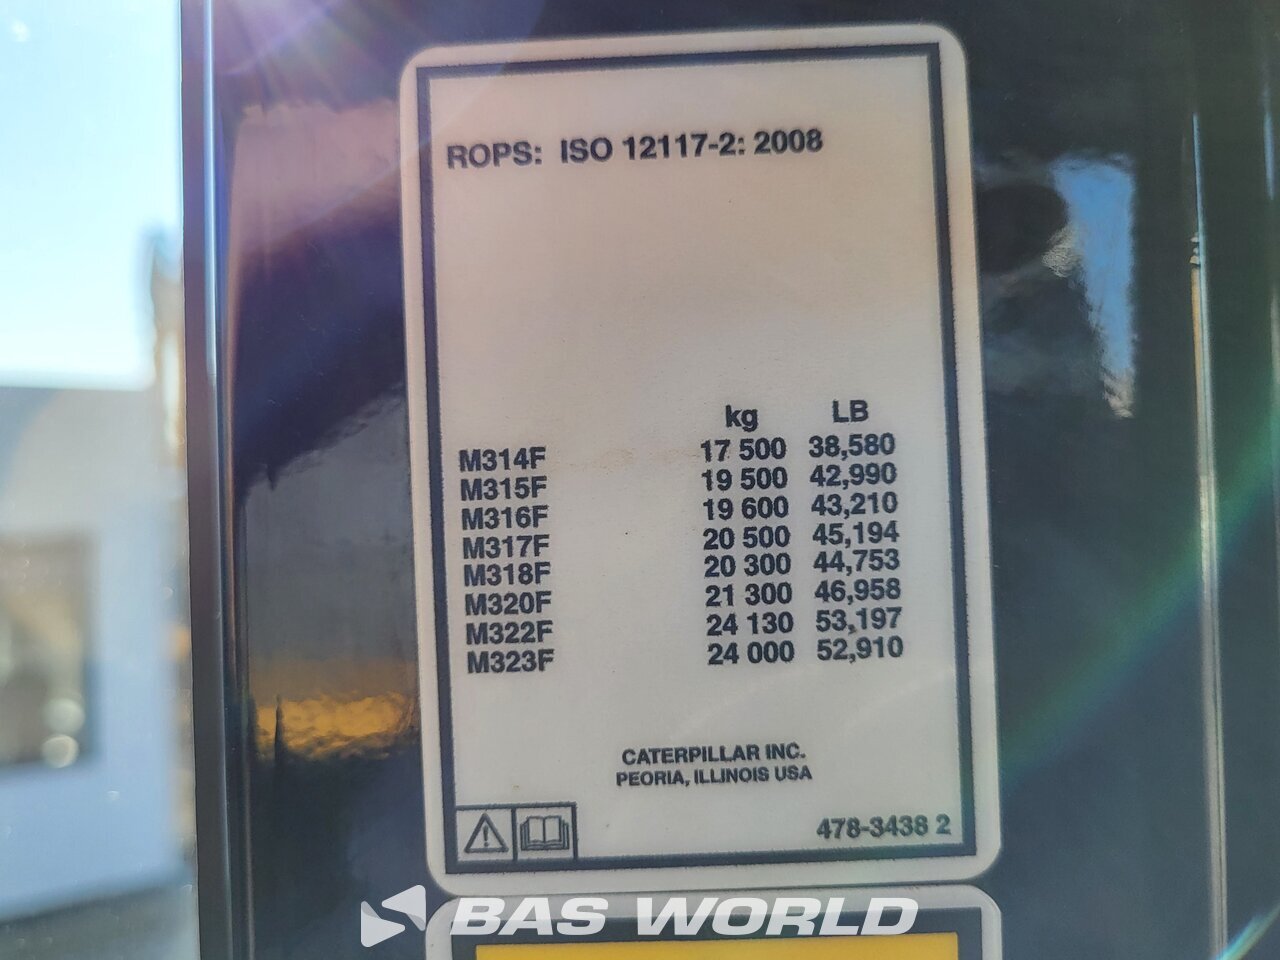 ROPS: ISO 12117-2: 2008
kg LB
M314F 17 500 38,580
M315F 19 500 42,990
M316F 19 600 43,210
M317F 20 500 45,194
M318F 20 300 44,753
M320F 21 300 46,958
M322F 24 130 53,197
M323F 24 000 52,910
CATERPILLAR INC.
PEORIA, ILLINOIS USA
478-3438 2
BAS WORLD